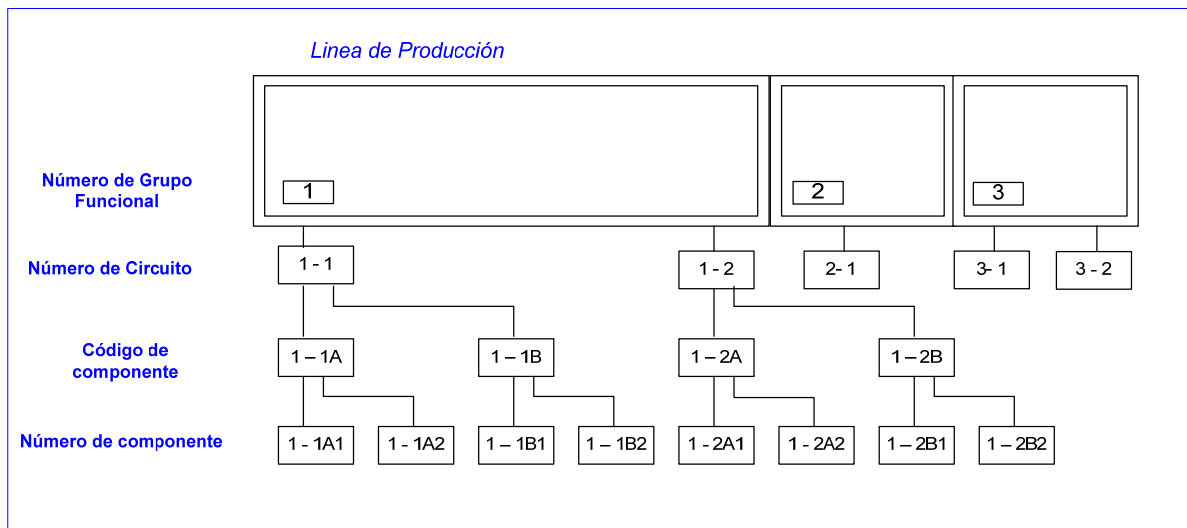 Linea de Producción
Número de Grupo
Funcional
1
2
3
Número de Circuito
1 - 1
1 - 2
2- 1
3- 1
3 - 2
Código de
componente
1 – 1A
1 – 1B
1 – 2A
1 – 2B
Número de componente
1 - 1A1
1 - 1A2
1 – 1B1
1 – 1B2
1 - 2A1
1 - 2A2
1 – 2B1
1 – 2B2